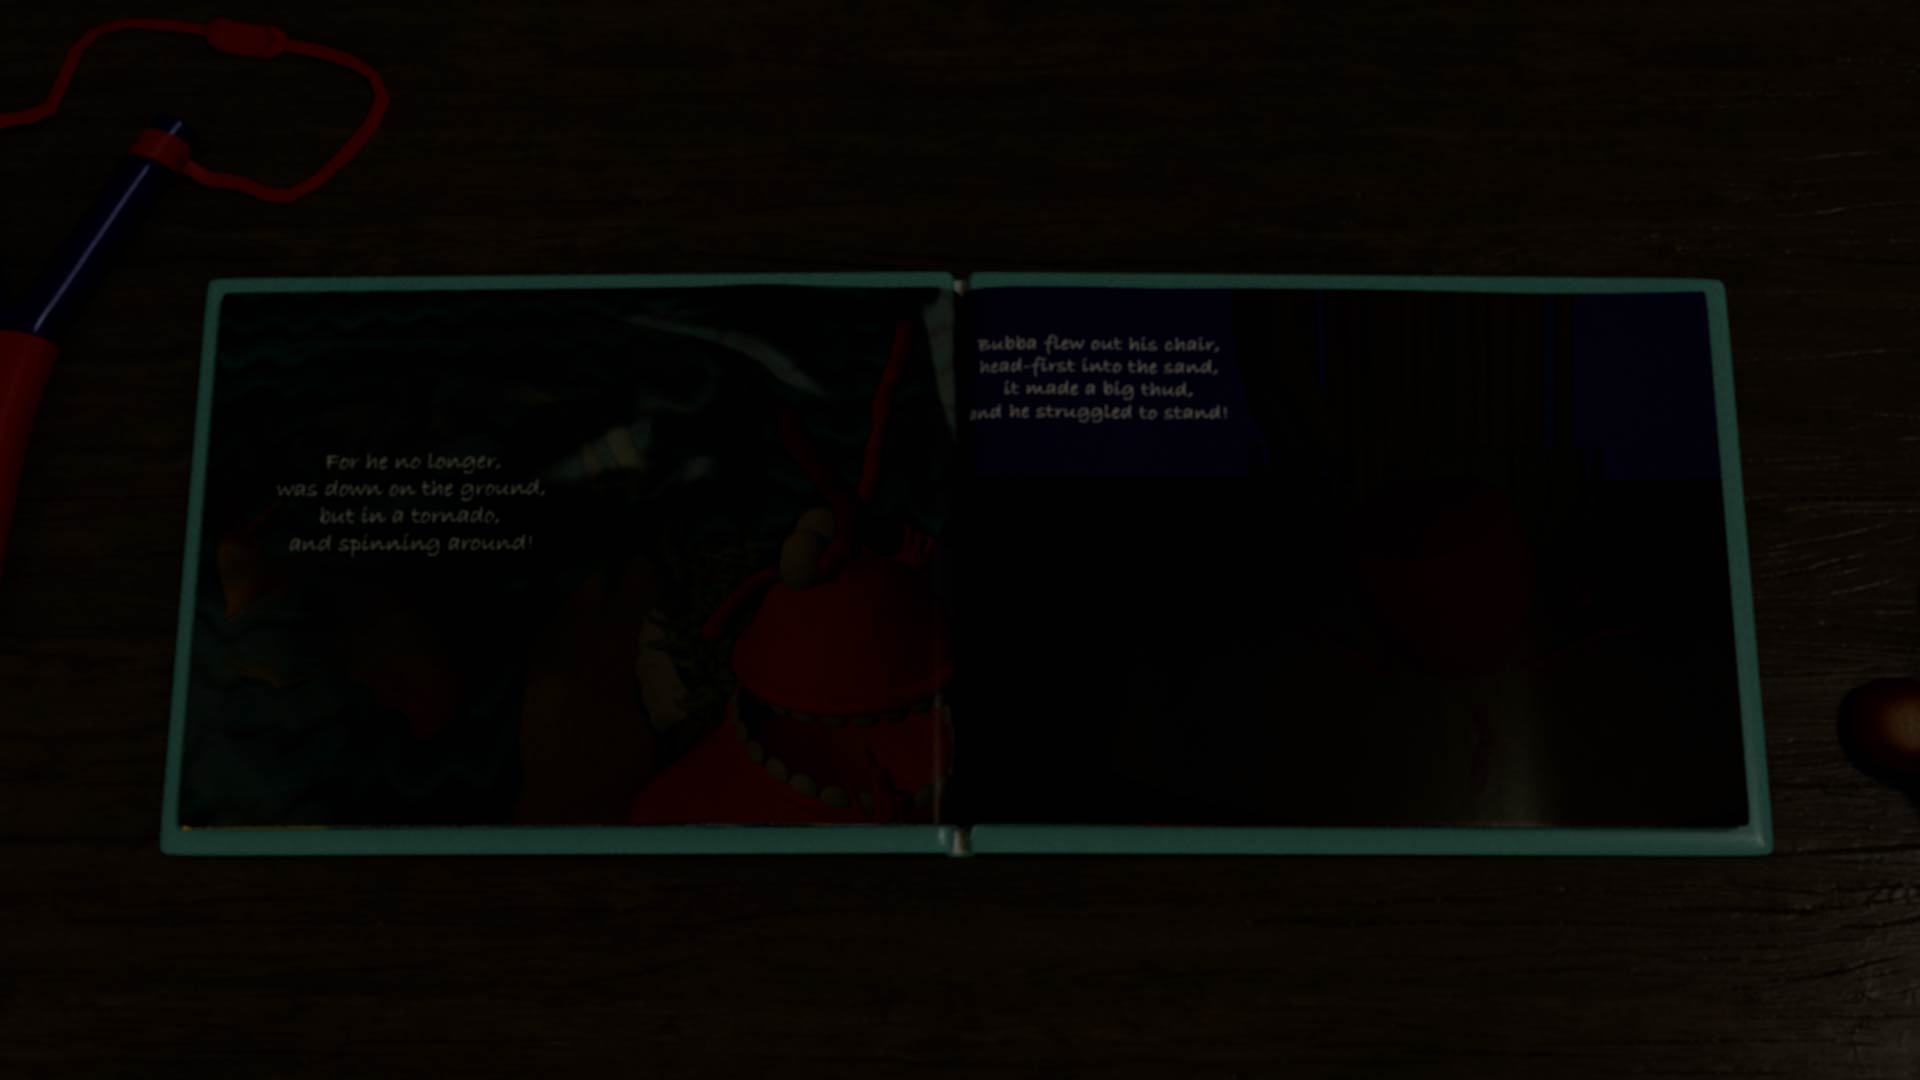 For he no longer,
was down on the ground,
but in a tornado,
and spinning around!
Bubba flew out his chair,
head-first into the sand,
it made a big thud,
and he struggled to stand!